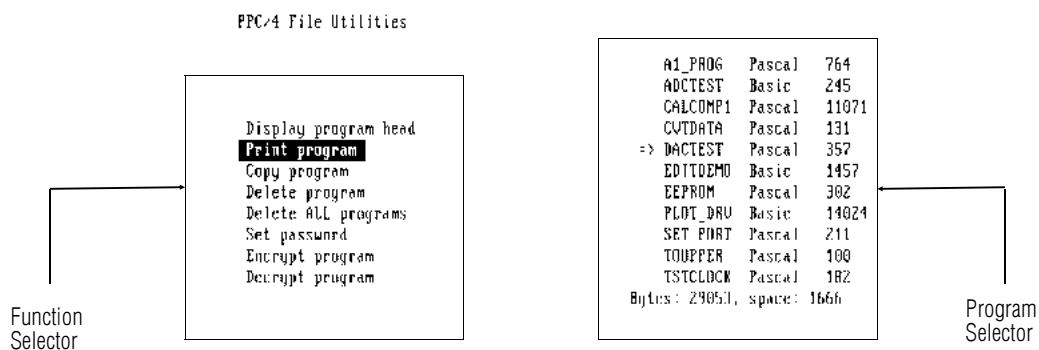 PPC/4 File Utilities
Display program head
Print program
Copy program
Delete program
Delete ALL programs
Set password
Encrypt program
Decrypt program
Function
Selector
A1_PROG Pascal 764
ADCTEST Basic 245
CALCOMP1 Pascal 11071
CVTDATA Pascal 131
=> DACTEST Pascal 357
EDITDEMO Basic 1457
EEPROM Pascal 302
PLOT_DRV Basic 14024
SET_PORT Pascal 211
TOUPPER Pascal 100
TSTCLOCK Pascal 182
Bytes: 29053, space: 1666
Program
Selector